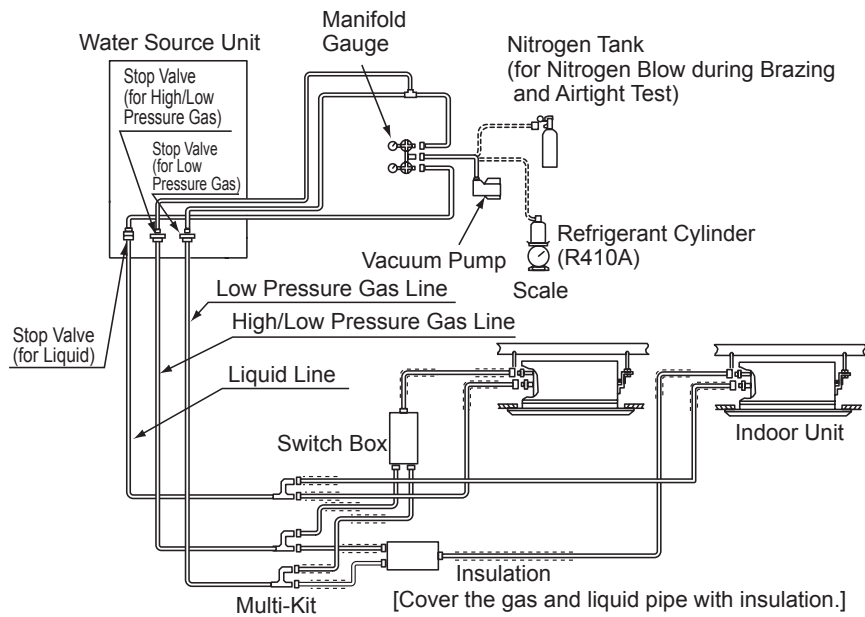 Water Source Unit
Manifold
Gauge
Nitrogen Tank
(for Nitrogen Blow during Brazing
and Airtight Test)
Stop Valve
(for High/Low
Pressure Gas)
Stop Valve
(for Low
Pressure Gas)
Vacuum Pump
Refrigerant Cylinder
(R410A)
Scale
Low Pressure Gas Line
High/Low Pressure Gas Line
Stop Valve
(for Liquid)
Liquid Line
Switch Box
Indoor Unit
Insulation
Multi-Kit
[Cover the gas and liquid pipe with insulation.]